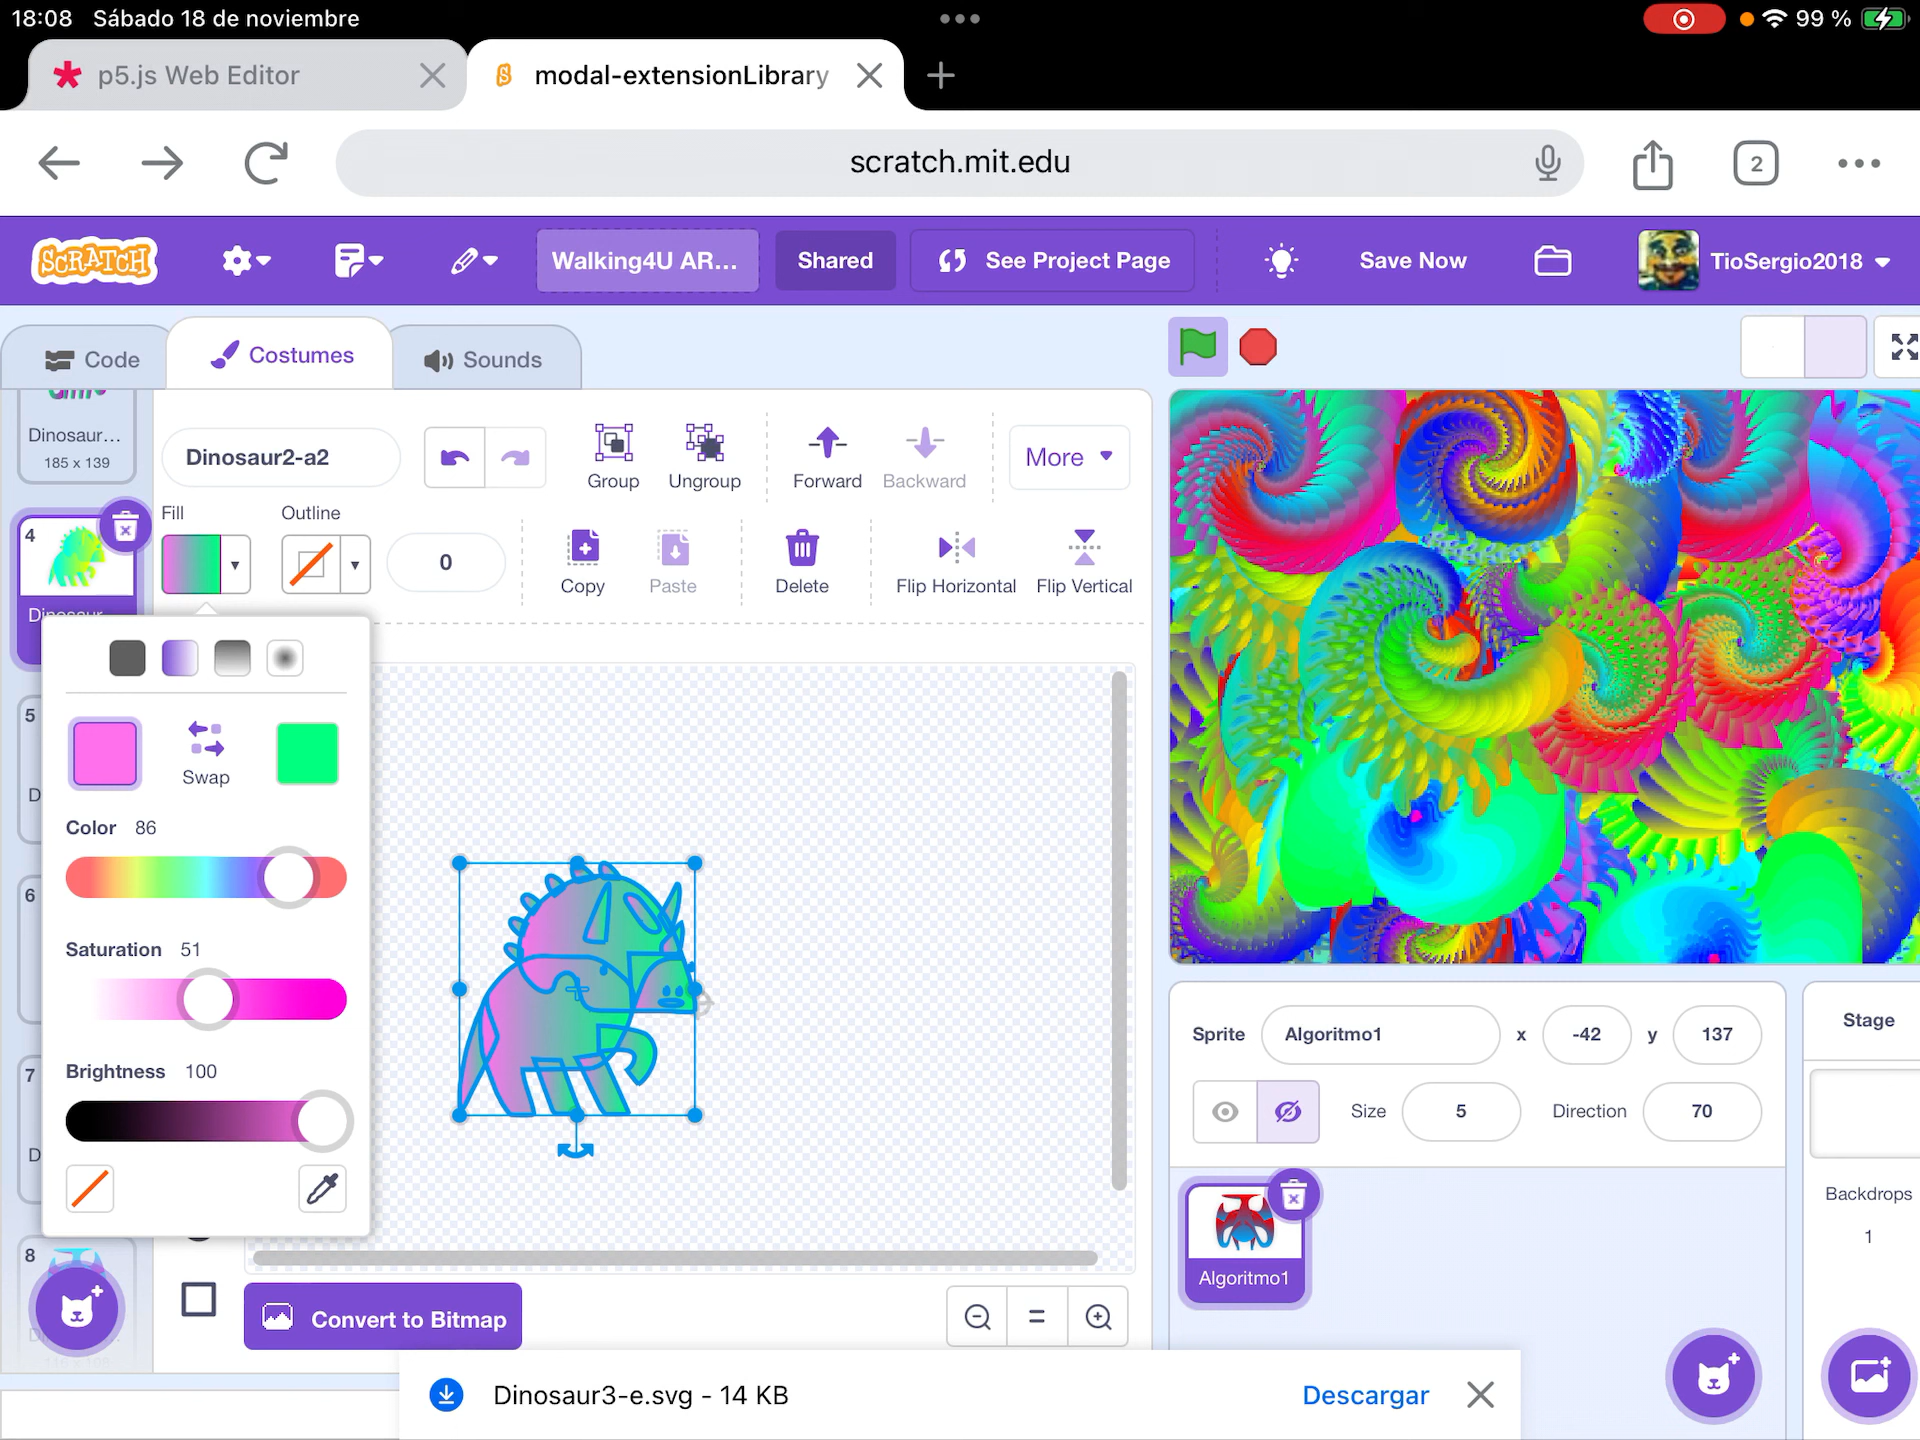 18:08 Sábado 18 de noviembre
99 %
p5.js Web Editor
modal-extensionLibrary
scratch.mit.edu
2
SCRATCH
Walking4U AR...
Shared
See Project Page
Save Now
TioSergio2018
Code
Costumes
Sounds
Dinosaur...
185 x 139
Dinosaur2-a2
Group
Ungroup
Forward
Backward
More
4
Fill
Outline
0
Copy
Paste
Delete
Flip Horizontal
Flip Vertical
5
D
6
7
D
8
Swap
Color 86
Saturation 51
Brightness 100
Convert to Bitmap
Sprite
Algoritmo1
x
-42
y
137
Size
5
Direction
70
Algoritmo1
Stage
Backdrops
1
Dinosaur3-e.svg - 14 KB
Descargar